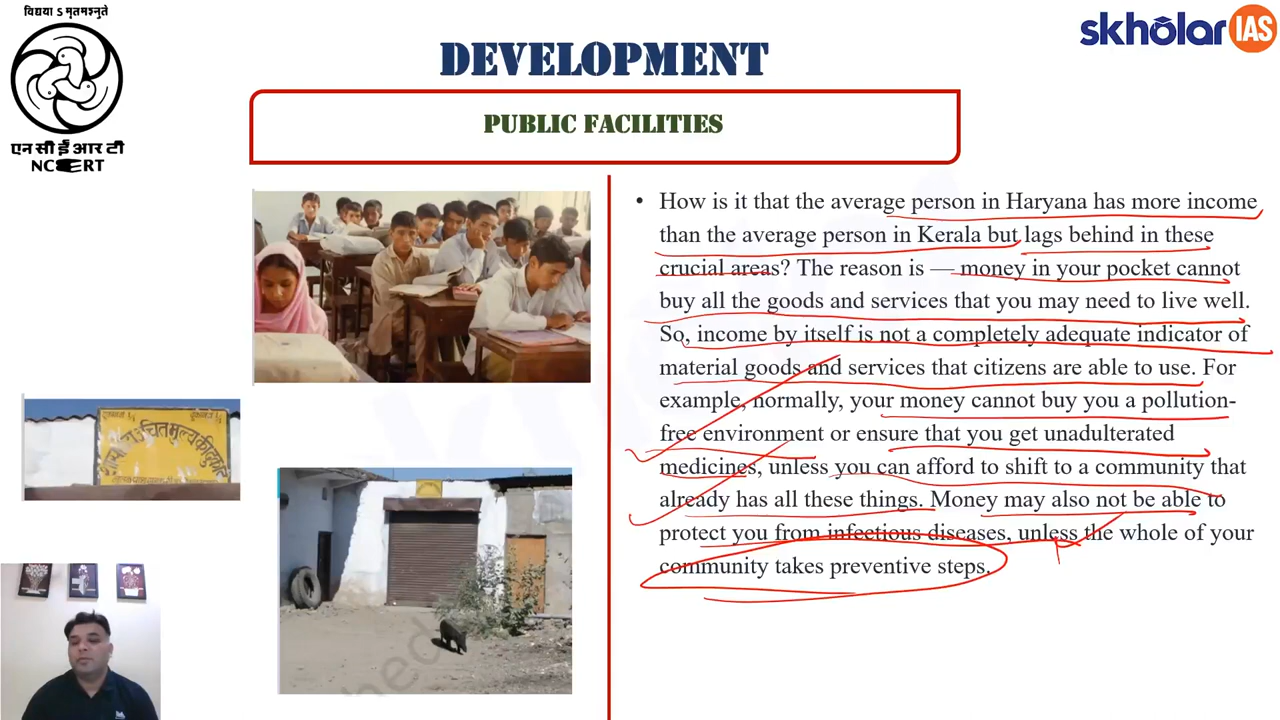 विद्यया ऽ मृतमश्नुते
skholar IAS
DEVELOPMENT
PUBLIC FACILITIES
एन सी ई आर टी
NCERT
• How is it that the average person in Haryana has more income
than the average person in Kerala but lags behind in these
crucial areas? The reason is — money in your pocket cannot
buy all the goods and services that you may need to live well.
So, income by itself is not a completely adequate indicator of
material goods and services that citizens are able to use. For
example, normally, your money cannot buy you a pollution-
free environment or ensure that you get unadulterated
medicines, unless you can afford to shift to a community that
already has all these things. Money may also not be able to
protect you from infectious diseases, unless the whole of your
community takes preventive steps.